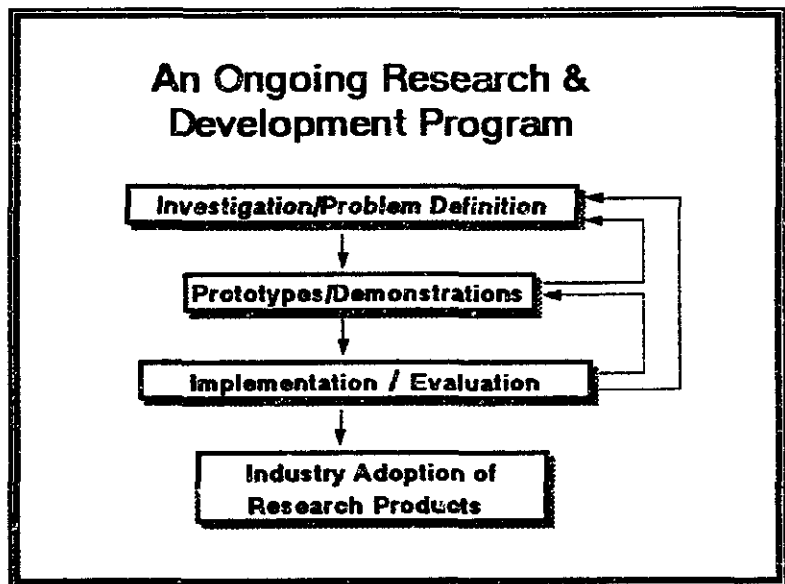 An Ongoing Research &
Development Program
Investigation/Problem Definition
Prototypes/Demonstrations
Implementation / Evaluation
Industry Adoption of
Research Products